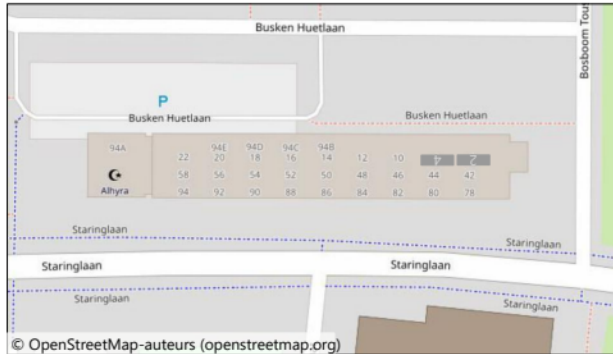 Busken Huetlaan
Bosboom Tous
P
Busken Huetlaan
Busken Huetlaan
94A 94E 94D 94C 94B
22 20 18 16 14 12 10 4 2
58 56 54 52 50 48 46 44 42
Alhyra
94 92 90 88 86 84 82 80 78
Staringlaan
Staringlaan
Staringlaan
Staringlaan
Staringlaan
Staringlaan
© OpenStreetMap-auteurs (openstreetmap.org)